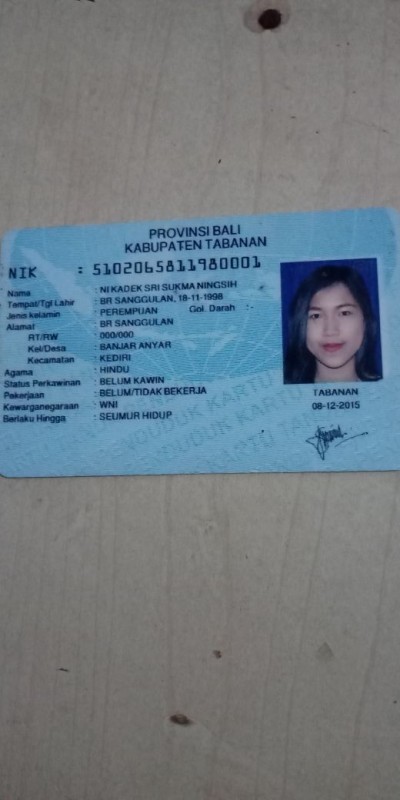 PROVINSI BALI
KABUPATEN TABANAN
NIK : 5102065811980001
Nama : NI KADEK SRI SUKMA NINGSIH
Tempat/Tgl Lahir : BR SANGGULAN, 18-11-1998
Jenis kelamin : PEREMPUAN Gol. Darah : -
Alamat : BR SANGGULAN
RT/RW : 000/000
Kel/Desa : BANJAR ANYAR
Kecamatan : KEDIRI
Agama : HINDU
Status Perkawinan : BELUM KAWIN
Pekerjaan : BELUM/TIDAK BEKERJA
Kewarganegaraan : WNI
Berlaku Hingga : SEUMUR HIDUP
TABANAN
08-12-2015